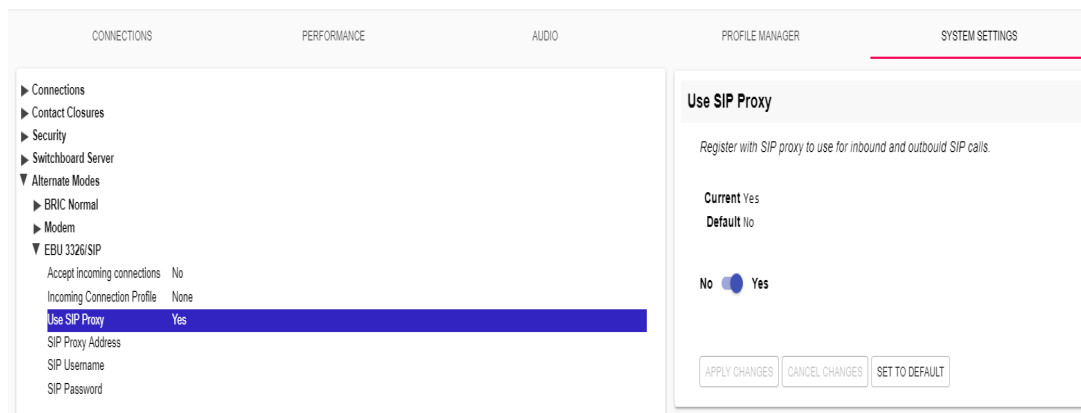 CONNECTIONS PERFORMANCE AUDIO PROFILE MANAGER SYSTEM SETTINGS
Connections
Contact Closures
Security
Switchboard Server
Alternate Modes
BRIC Normal
Modem
EBU 3326/SIP
Accept incoming connections No
Incoming Connection Profile None
Use SIP Proxy Yes
SIP Proxy Address
SIP Username
SIP Password
Use SIP Proxy
Register with SIP proxy to use for inbound and outbould SIP calls.
Current Yes
Default No
No Yes
APPLY CHANGES CANCEL CHANGES SET TO DEFAULT